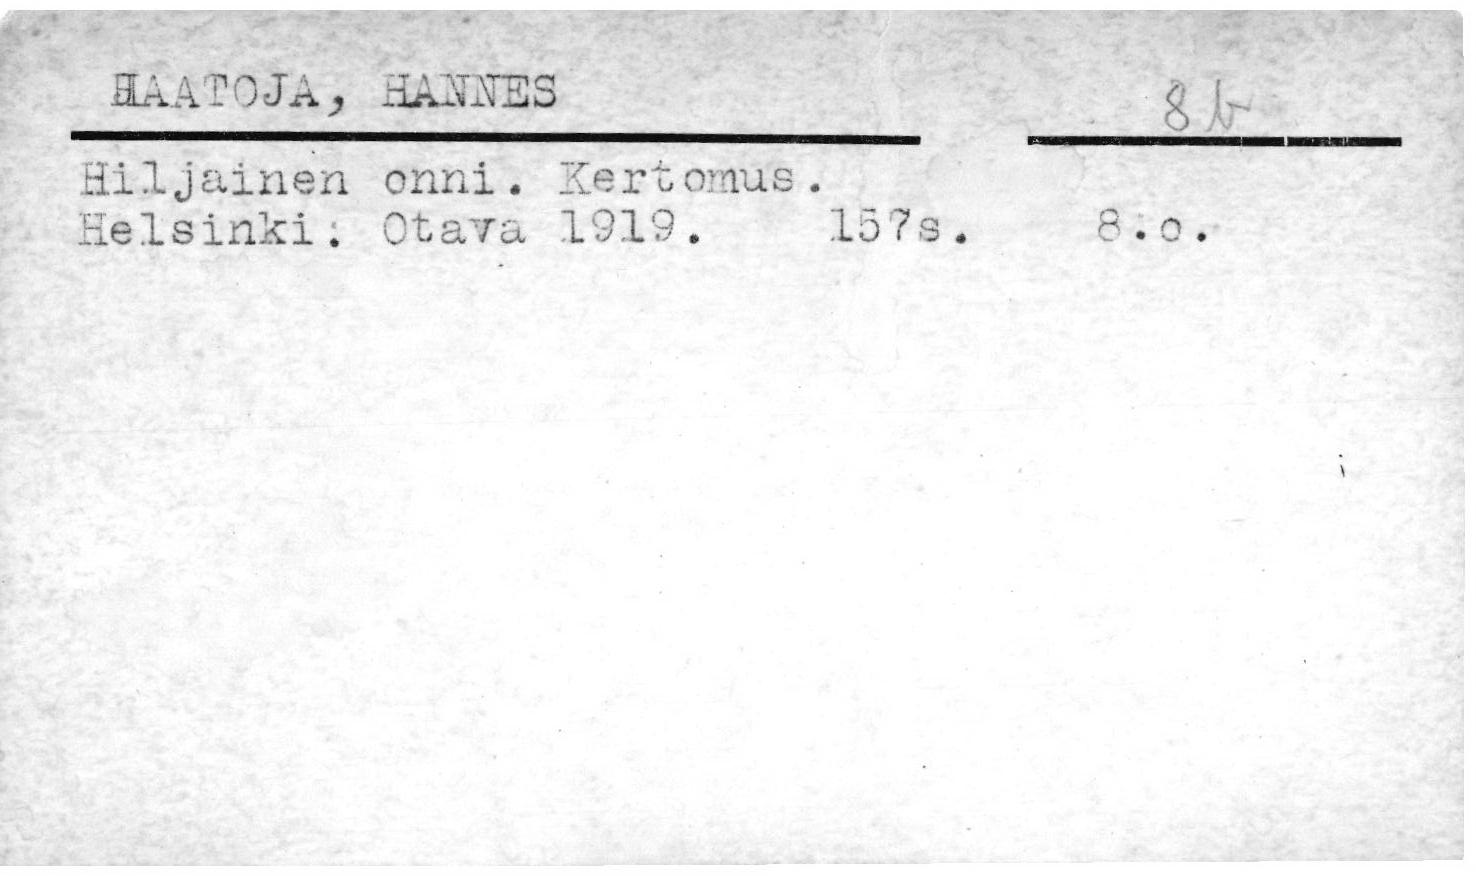 HAATOJA, HANNES 8b
Hiljainen onni. Kertomus.
Helsinki: Otava 1919. 157s. 8:o.